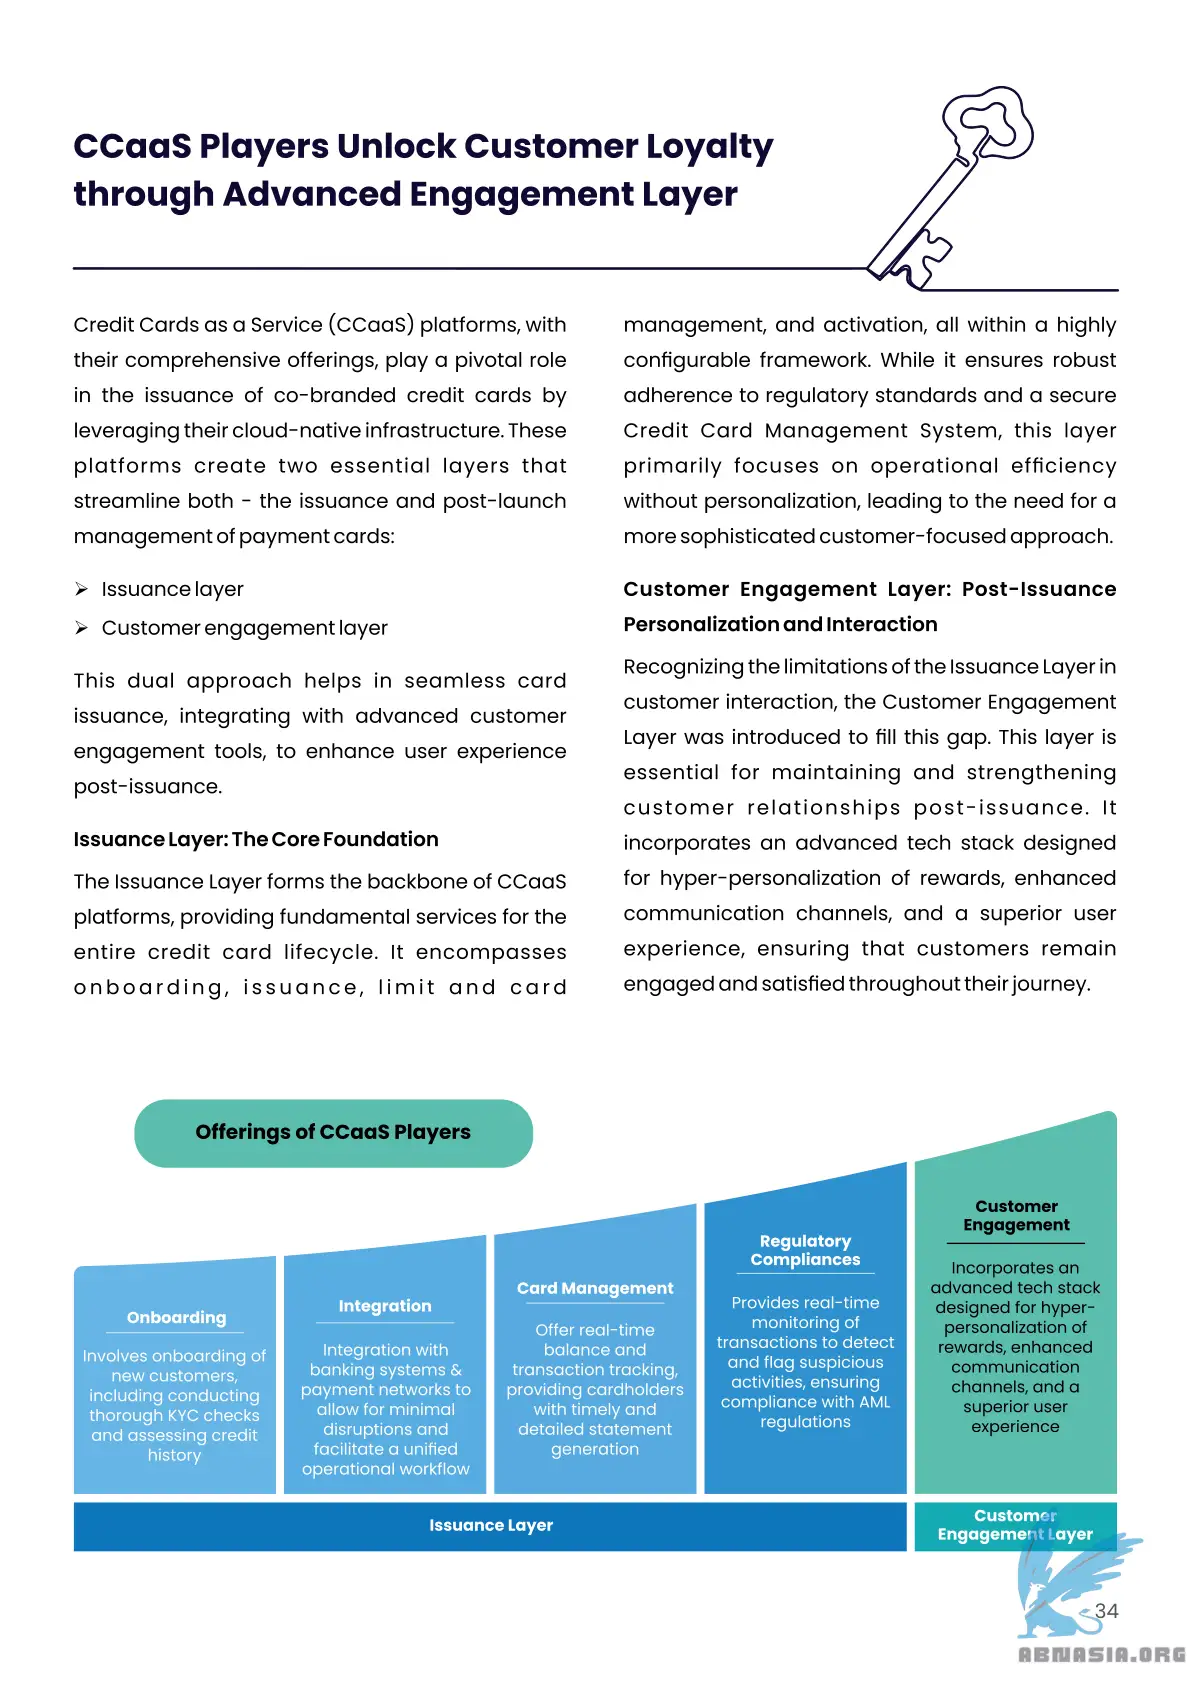 CCaaS Players Unlock Customer Loyalty
through Advanced Engagement Layer
Credit Cards as a Service (CCaaS) platforms, with
their comprehensive offerings, play a pivotal role
in the issuance of co-branded credit cards by
leveraging their cloud-native infrastructure. These
platforms create two essential layers that
streamline both - the issuance and post-launch
management of payment cards:
➢ Issuance layer
➢ Customer engagement layer
This dual approach helps in seamless card
issuance, integrating with advanced customer
engagement tools, to enhance user experience
post-issuance.
Issuance Layer: The Core Foundation
The Issuance Layer forms the backbone of CCaaS
platforms, providing fundamental services for the
entire credit card lifecycle. It encompasses
onboarding, issuance, limit and card
management, and activation, all within a highly
configurable framework. While it ensures robust
adherence to regulatory standards and a secure
Credit Card Management System, this layer
primarily focuses on operational efficiency
without personalization, leading to the need for a
more sophisticated customer-focused approach.
Customer Engagement Layer: Post-Issuance
Personalization and Interaction
Recognizing the limitations of the Issuance Layer in
customer interaction, the Customer Engagement
Layer was introduced to fill this gap. This layer is
essential for maintaining and strengthening
customer relationships post-issuance. It
incorporates an advanced tech stack designed
for hyper-personalization of rewards, enhanced
communication channels, and a superior user
experience, ensuring that customers remain
engaged and satisfied throughout their journey.
Offerings of CCaaS Players
Onboarding
Involves onboarding of
new customers,
including conducting
thorough KYC checks
and assessing credit
history
Integration
Integration with
banking systems &
payment networks to
allow for minimal
disruptions and
facilitate a unified
operational workflow
Card Management
Offer real-time
balance and
transaction tracking,
providing cardholders
with timely and
detailed statement
generation
Regulatory
Compliances
Provides real-time
monitoring of
transactions to detect
and flag suspicious
activities, ensuring
compliance with AML
regulations
Customer
Engagement
Incorporates an
advanced tech stack
designed for hyper-
personalization of
rewards, enhanced
communication
channels, and a
superior user
experience
Issuance Layer
Customer
Engagement Layer
34
ABNASIA.ORG